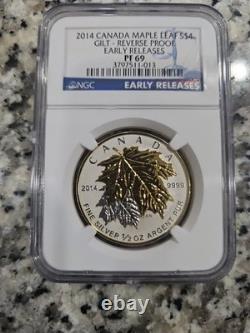 2014 CANADA MAPLE LEAF S$4
GILT - REVERSE PROOF
EARLY RELEASES
PF 69
3797511-013
NGC
EARLY RELEASES
CANADA
2014
9999
FINE SILVER 1/2 OZ ARGENT PUR